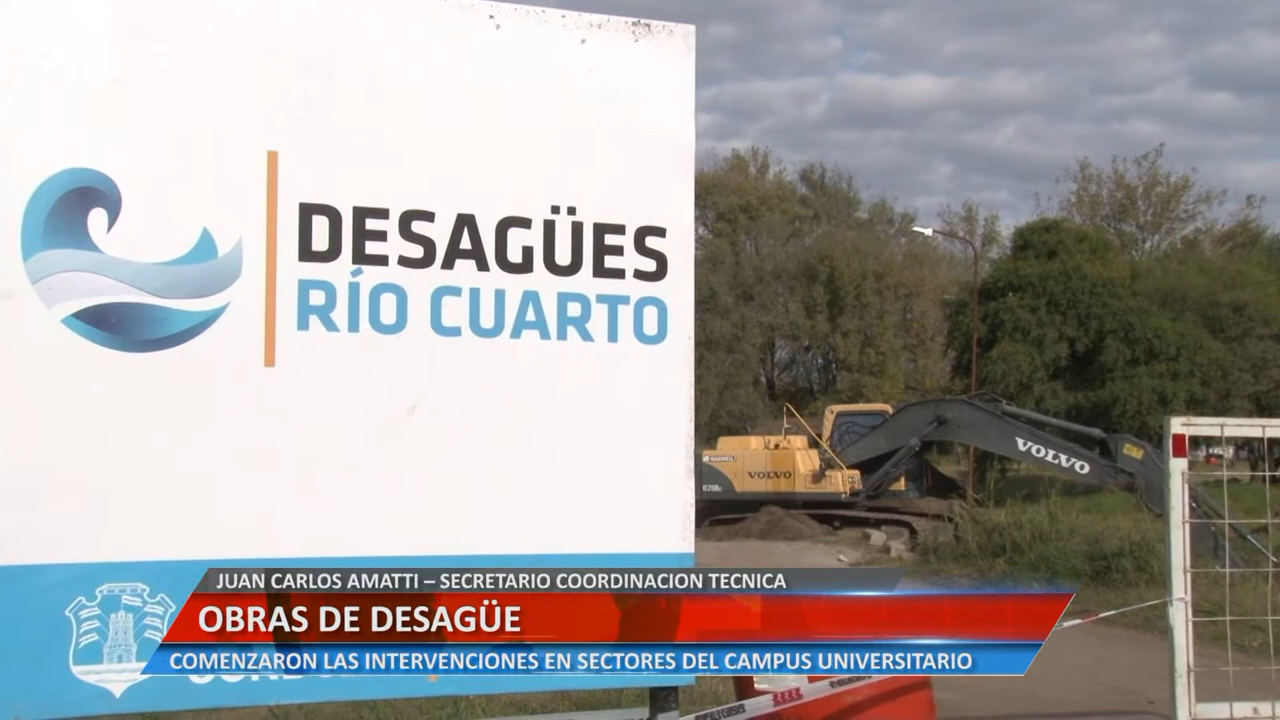 DESAGÜES
RÍO CUARTO
VOLVO
VOLVO
JUAN CARLOS AMATTI – SECRETARIO COORDINACION TECNICA
OBRAS DE DESAGÜE
COMENZARON LAS INTERVENCIONES EN SECTORES DEL CAMPUS UNIVERSITARIO